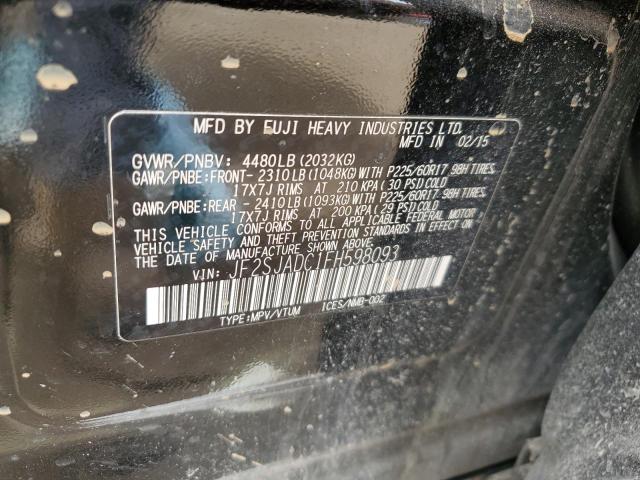 MFD BY FUJI HEAVY INDUSTRIES LTD.
MFD IN 02/15
GVWR/PNBV: 4480LB (2032KG)
GAWR/PNBE:FRONT- 2310LB (1048KG) WITH P225/60R17 98H TIRES,
17X7J RIMS AT 210 KPA (30 PSI) COLD
GAWR/PNBE:REAR - 2410LB (1093KG) WITH P225/60R17 98H TIRES,
17X7J RIMS AT 200 KPA (29 PSI) COLD
THIS VEHICLE CONFORMS TO ALL APPLICABLE FEDERAL MOTOR
VEHICLE SAFETY AND THEFT PREVENTION STANDARDS IN EFFECT ON
THE DATE OF MANUFACTURE SHOWN ABOVE.
VIN: JF2SJADC1FH598093
TYPE:MPV/VTUM ICES/NMB-002